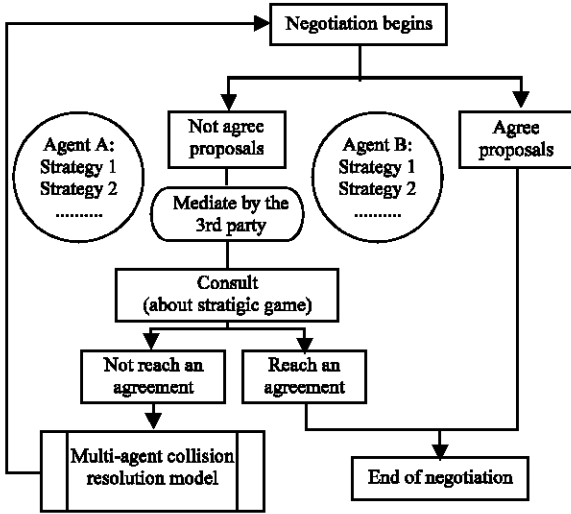 Negotiation begins
Agent A:
Strategy 1
Strategy 2
..........
Not agree
proposals
Agent B:
Strategy 1
Strategy 2
..........
Agree
proposals
Mediate by the
3rd party
Consult
(about stratigic game)
Not reach an
agreement
Reach an
agreement
Multi-agent collision
resolution model
End of negotiation